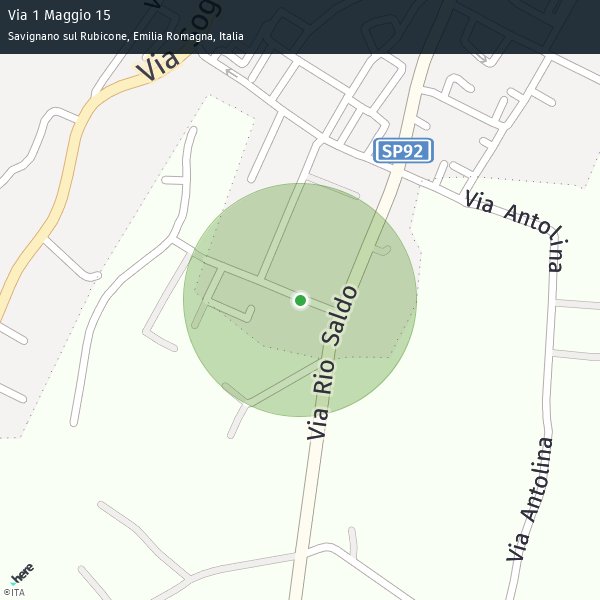 Via 1 Maggio 15
Savignano sul Rubicone, Emilia Romagna, Italia
SP92
Via Antolina
Via Rio Saldo
Via Antolina
here
©ITA